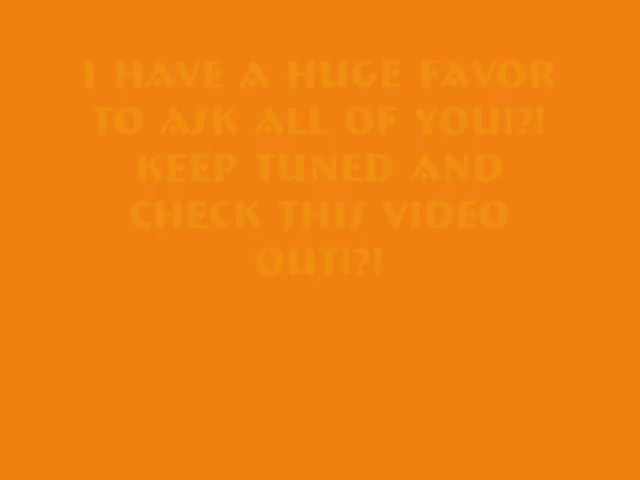 I HAVE A HUGE FAVOR
TO ASK ALL OF YOU!?!
KEEP TUNED AND
CHECK THIS VIDEO
OUT!?!